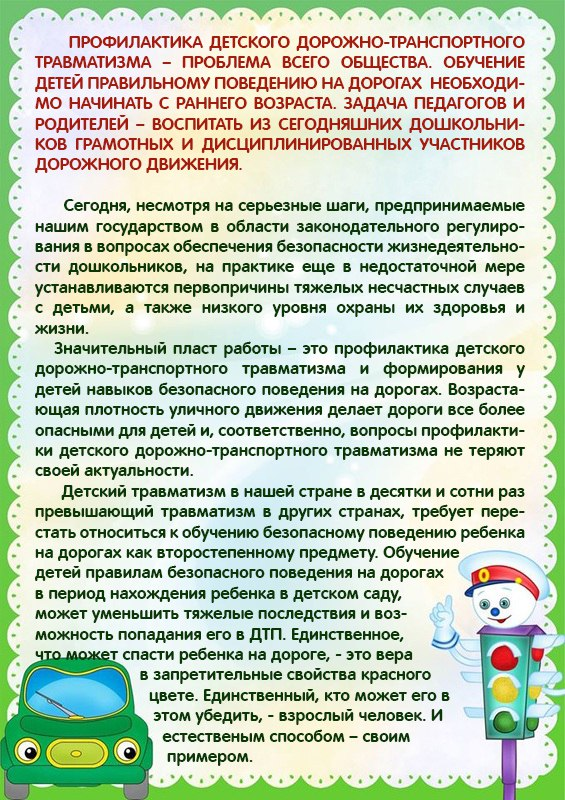 ПРОФИЛАКТИКА ДЕТСКОГО ДОРОЖНО-ТРАНСПОРТНОГО
ТРАВМАТИЗМА – ПРОБЛЕМА ВСЕГО ОБЩЕСТВА. ОБУЧЕНИЕ
ДЕТЕЙ ПРАВИЛЬНОМУ ПОВЕДЕНИЮ НА ДОРОГАХ НЕОБХОДИ-
МО НАЧИНАТЬ С РАННЕГО ВОЗРАСТА. ЗАДАЧА ПЕДАГОГОВ И
РОДИТЕЛЕЙ – ВОСПИТАТЬ ИЗ СЕГОДНЯШНИХ ДОШКОЛЬНИ-
КОВ ГРАМОТНЫХ И ДИСЦИПЛИНИРОВАННЫХ УЧАСТНИКОВ
ДОРОЖНОГО ДВИЖЕНИЯ.
Сегодня, несмотря на серьезные шаги, предпринимаемые
нашим государством в области законодательного регулиро-
вания в вопросах обеспечения безопасности жизнедеятельно-
сти дошкольников, на практике еще в недостаточной мере
устанавливаются первопричины тяжелых несчастных случаев
с детьми, а также низкого уровня охраны их здоровья и
жизни.
Значительный пласт работы – это профилактика детского
дорожно-транспортного травматизма и формирования у
детей навыков безопасного поведения на дорогах. Возраста-
ющая плотность уличного движения делает дороги все более
опасными для детей и, соответственно, вопросы профилакти-
ки детского дорожно-транспортного травматизма не теряют
своей актуальности.
Детский травматизм в нашей стране в десятки и сотни раз
превышающий травматизм в других странах, требует пере-
стать относиться к обучению безопасному поведению ребенка
на дорогах как второстепенному предмету. Обучение
детей правилам безопасного поведения на дорогах
в период нахождения ребенка в детском саду,
может уменьшить тяжелые последствия и воз-
можность попадания его в ДТП. Единственное,
что может спасти ребенка на дороге, - это вера
в запретительные свойства красного
цвете. Единственный, кто может его в
этом убедить, - взрослый человек. И
естественым способом – своим
примером.